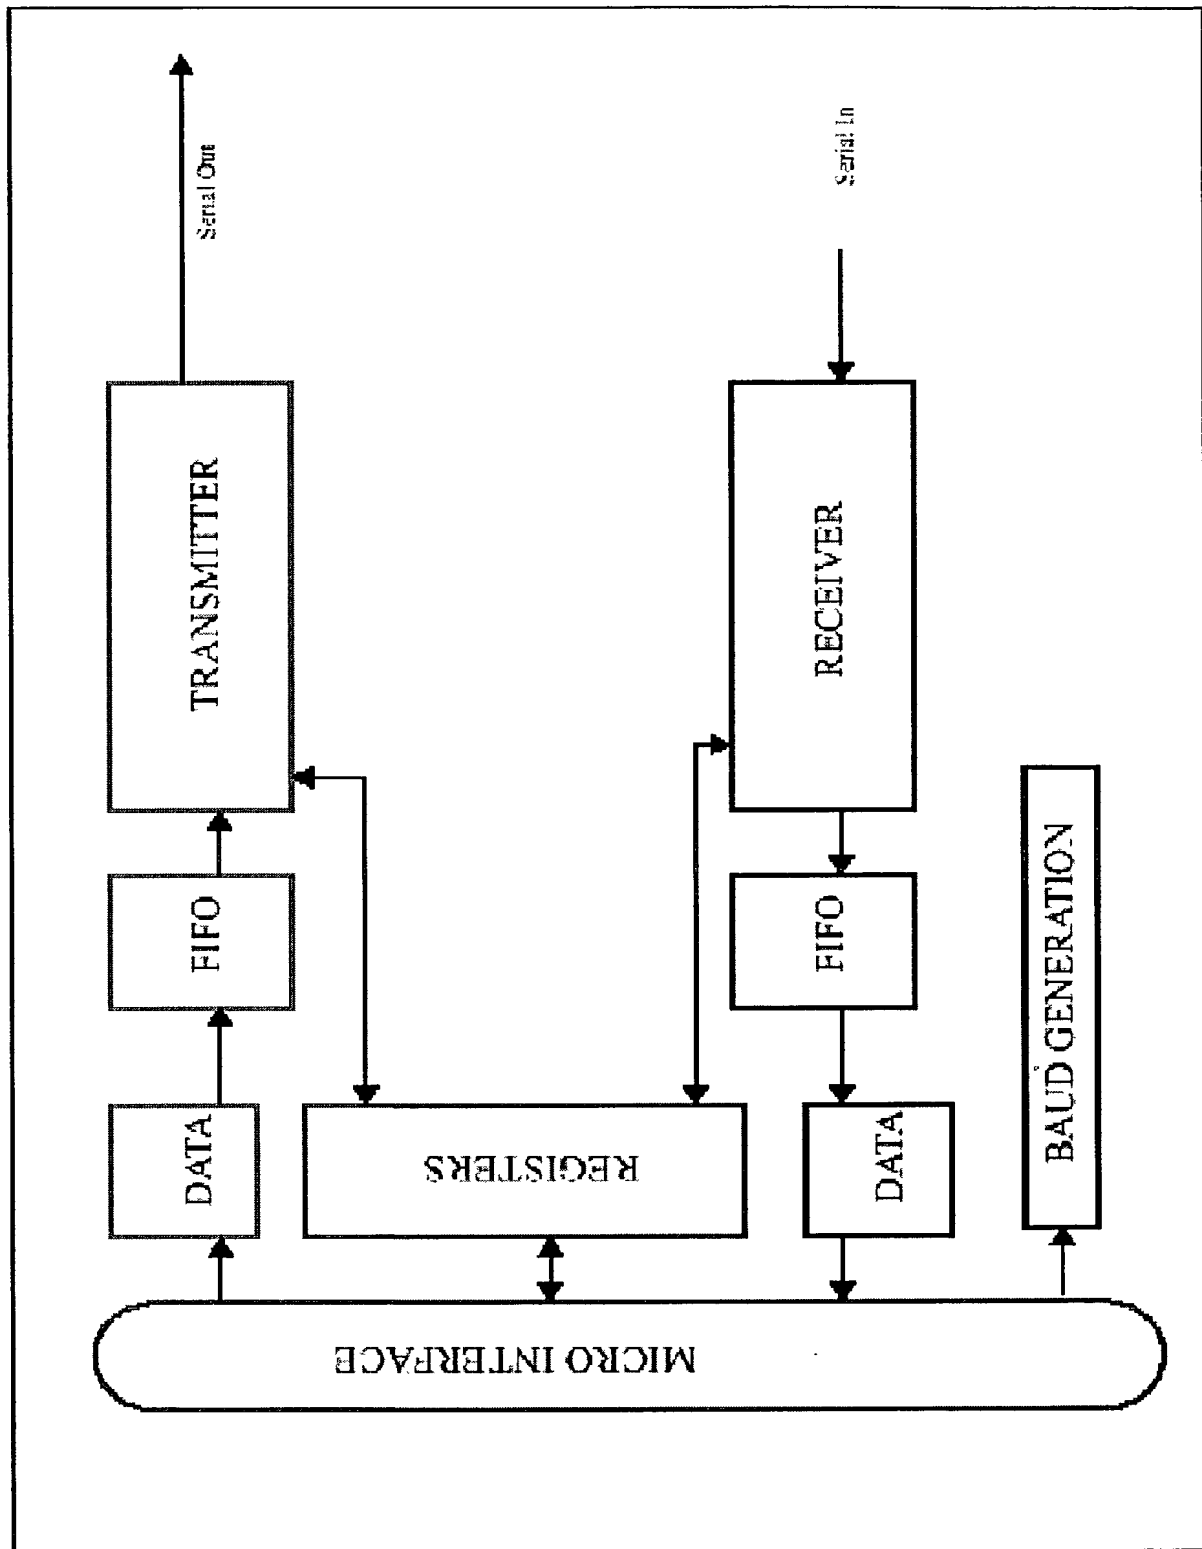 Serial Out
TRANSMITTER
FIFO
DATA
REGISTERS
MICRO INTERFACE
Serial In
RECEIVER
FIFO
DATA
BAUD GENERATION